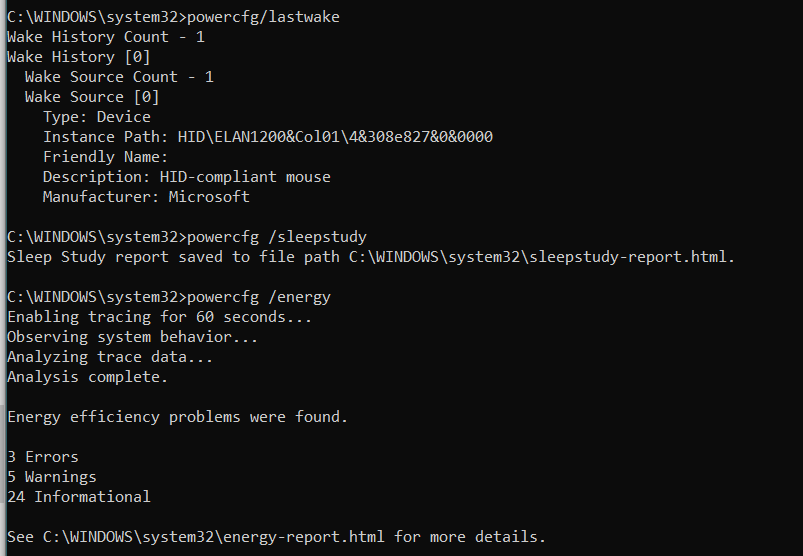 C:\WINDOWS\system32>powercfg/lastwake
Wake History Count - 1
Wake History [0]
  Wake Source Count - 1
  Wake Source [0]
    Type: Device
    Instance Path: HID\ELAN1200&Col01\4&308e827&0&0000
    Friendly Name:
    Description: HID-compliant mouse
    Manufacturer: Microsoft

C:\WINDOWS\system32>powercfg /sleepstudy
Sleep Study report saved to file path C:\WINDOWS\system32\sleepstudy-report.html.

C:\WINDOWS\system32>powercfg /energy
Enabling tracing for 60 seconds...
Observing system behavior...
Analyzing trace data...
Analysis complete.

Energy efficiency problems were found.

3 Errors
5 Warnings
24 Informational

See C:\WINDOWS\system32\energy-report.html for more details.